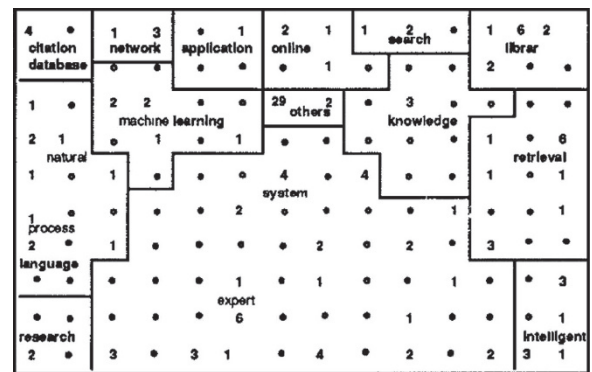 4 1 3 1 2 1 1 2 1 6 2
citation network application online search librar
database 1 2
1 2 2 29 2 3
machine learning others knowledge
2 1 1 1 1 6
natural retrieval
1 1 4 4 1 1
system
1 2 1 1
process
2 1 2 2 3
language
1 1 1 3
expert
6 1 1
research intelligent
2 3 3 1 4 2 2 3 1